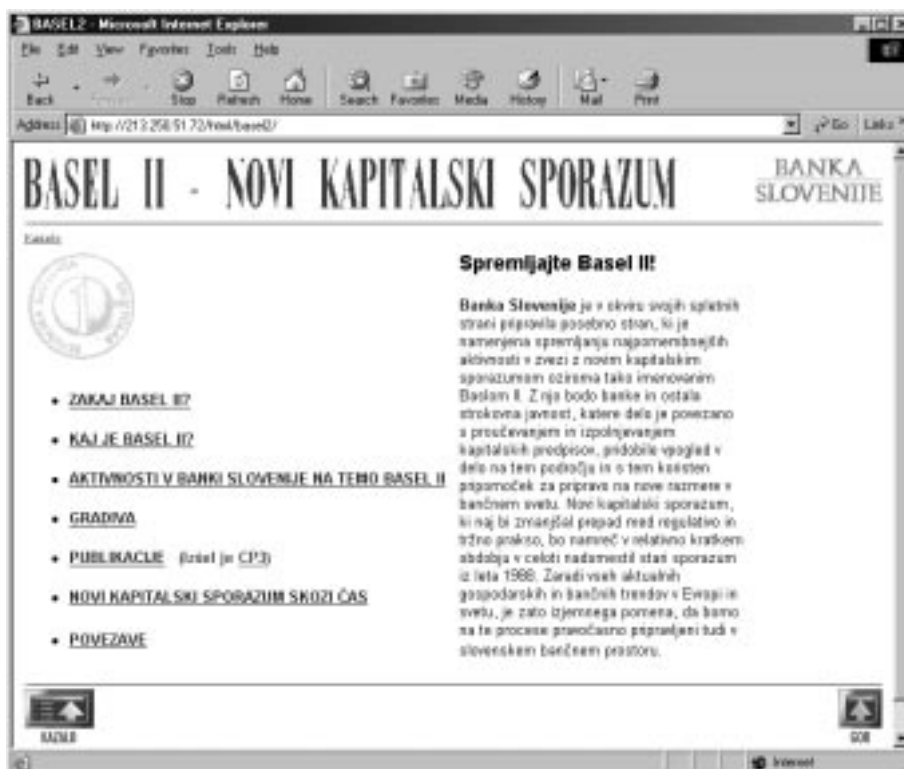 BASEL2 - Microsoft Internet Explorer
File Edit View Favorites Tools Help
Back Stop Refresh Home Search Favorites Media History Mail Print
Address http://213.250.51.72/html/basel2/ Go Links
BASEL II - NOVI KAPITALSKI SPORAZUM
BANKA
SLOVENIJE
Spremljajte Basel II!
Banka Slovenije je v okviru svojih spletnih
strani pripravila posebno stran, ki je
namenjena spremljanju najpomembnejših
aktivnosti v zvezi z novim kapitalskim
sporazumom oziroma tako imenovanim
Baslom II. Z njo bodo banke in ostala
strokovna javnost, katere delo je povezano
s proučevanjem in izpolnjevanjem
kapitalskih predpisov, pridobile vpogled v
delo na tem področju in s tem koristen
pripomoček za pripravo na nove razmere v
bančnem svetu. Novi kapitalski sporazum,
ki naj bi zmanjšal prepad med regulativo in
tržno prakso, bo namreč v relativno kratkem
obdobju v celoti nadomestil stari sporazum
iz leta 1988. Zaradi vseh aktualnih
gospodarskih in bančnih trendov v Evropi in
svetu, je zato izjemnega pomena, da bomo
na te procese pravočasno pripravljeni tudi v
slovenskem bančnem prostoru.
• ZAKAJ BASEL II?
• KAJ JE BASEL II?
• AKTIVNOSTI V BANKI SLOVENIJE NA TEMO BASEL II
• GRADIVA
• PUBLIKACIJE (Izšel je CP3)
• NOVI KAPITALSKI SPORAZUM SKOZI ČAS
• POVEZAVE
KAZALO
GOR
Internet